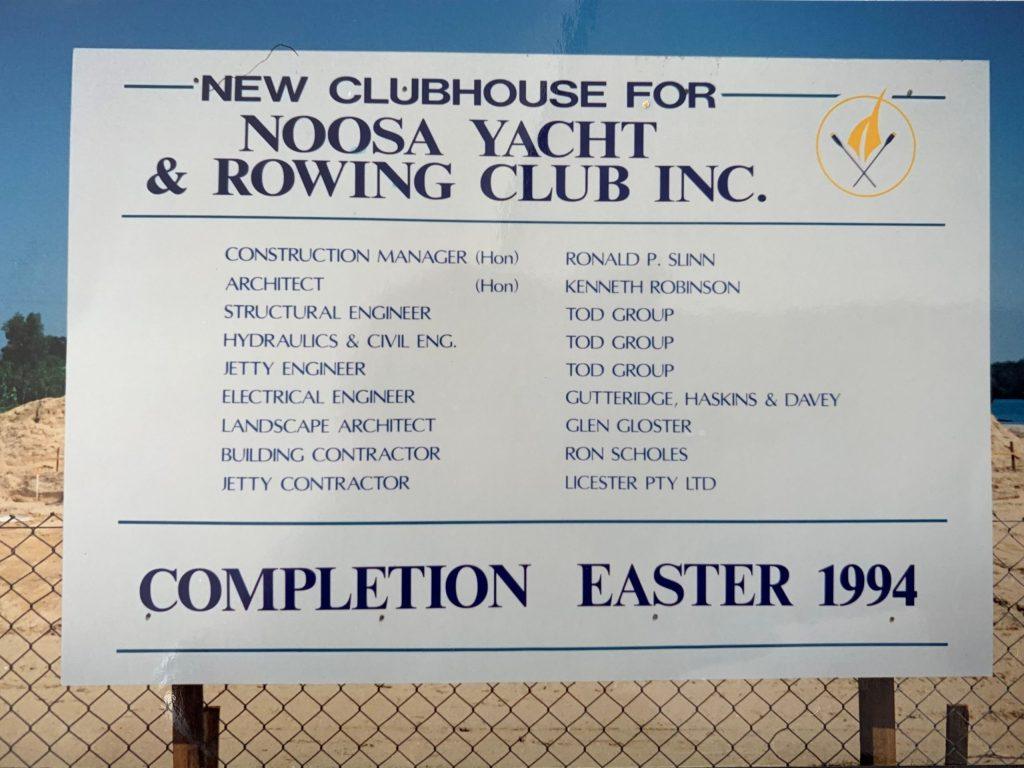 NEW CLUBHOUSE FOR
NOOSA YACHT
& ROWING CLUB INC.
CONSTRUCTION MANAGER (Hon) RONALD P. SLINN
ARCHITECT (Hon) KENNETH ROBINSON
STRUCTURAL ENGINEER TOD GROUP
HYDRAULICS & CIVIL ENG. TOD GROUP
JETTY ENGINEER TOD GROUP
ELECTRICAL ENGINEER GUTTERIDGE, HASKINS & DAVEY
LANDSCAPE ARCHITECT GLEN GLOSTER
BUILDING CONTRACTOR RON SCHOLES
JETTY CONTRACTOR LICESTER PTY LTD
COMPLETION EASTER 1994